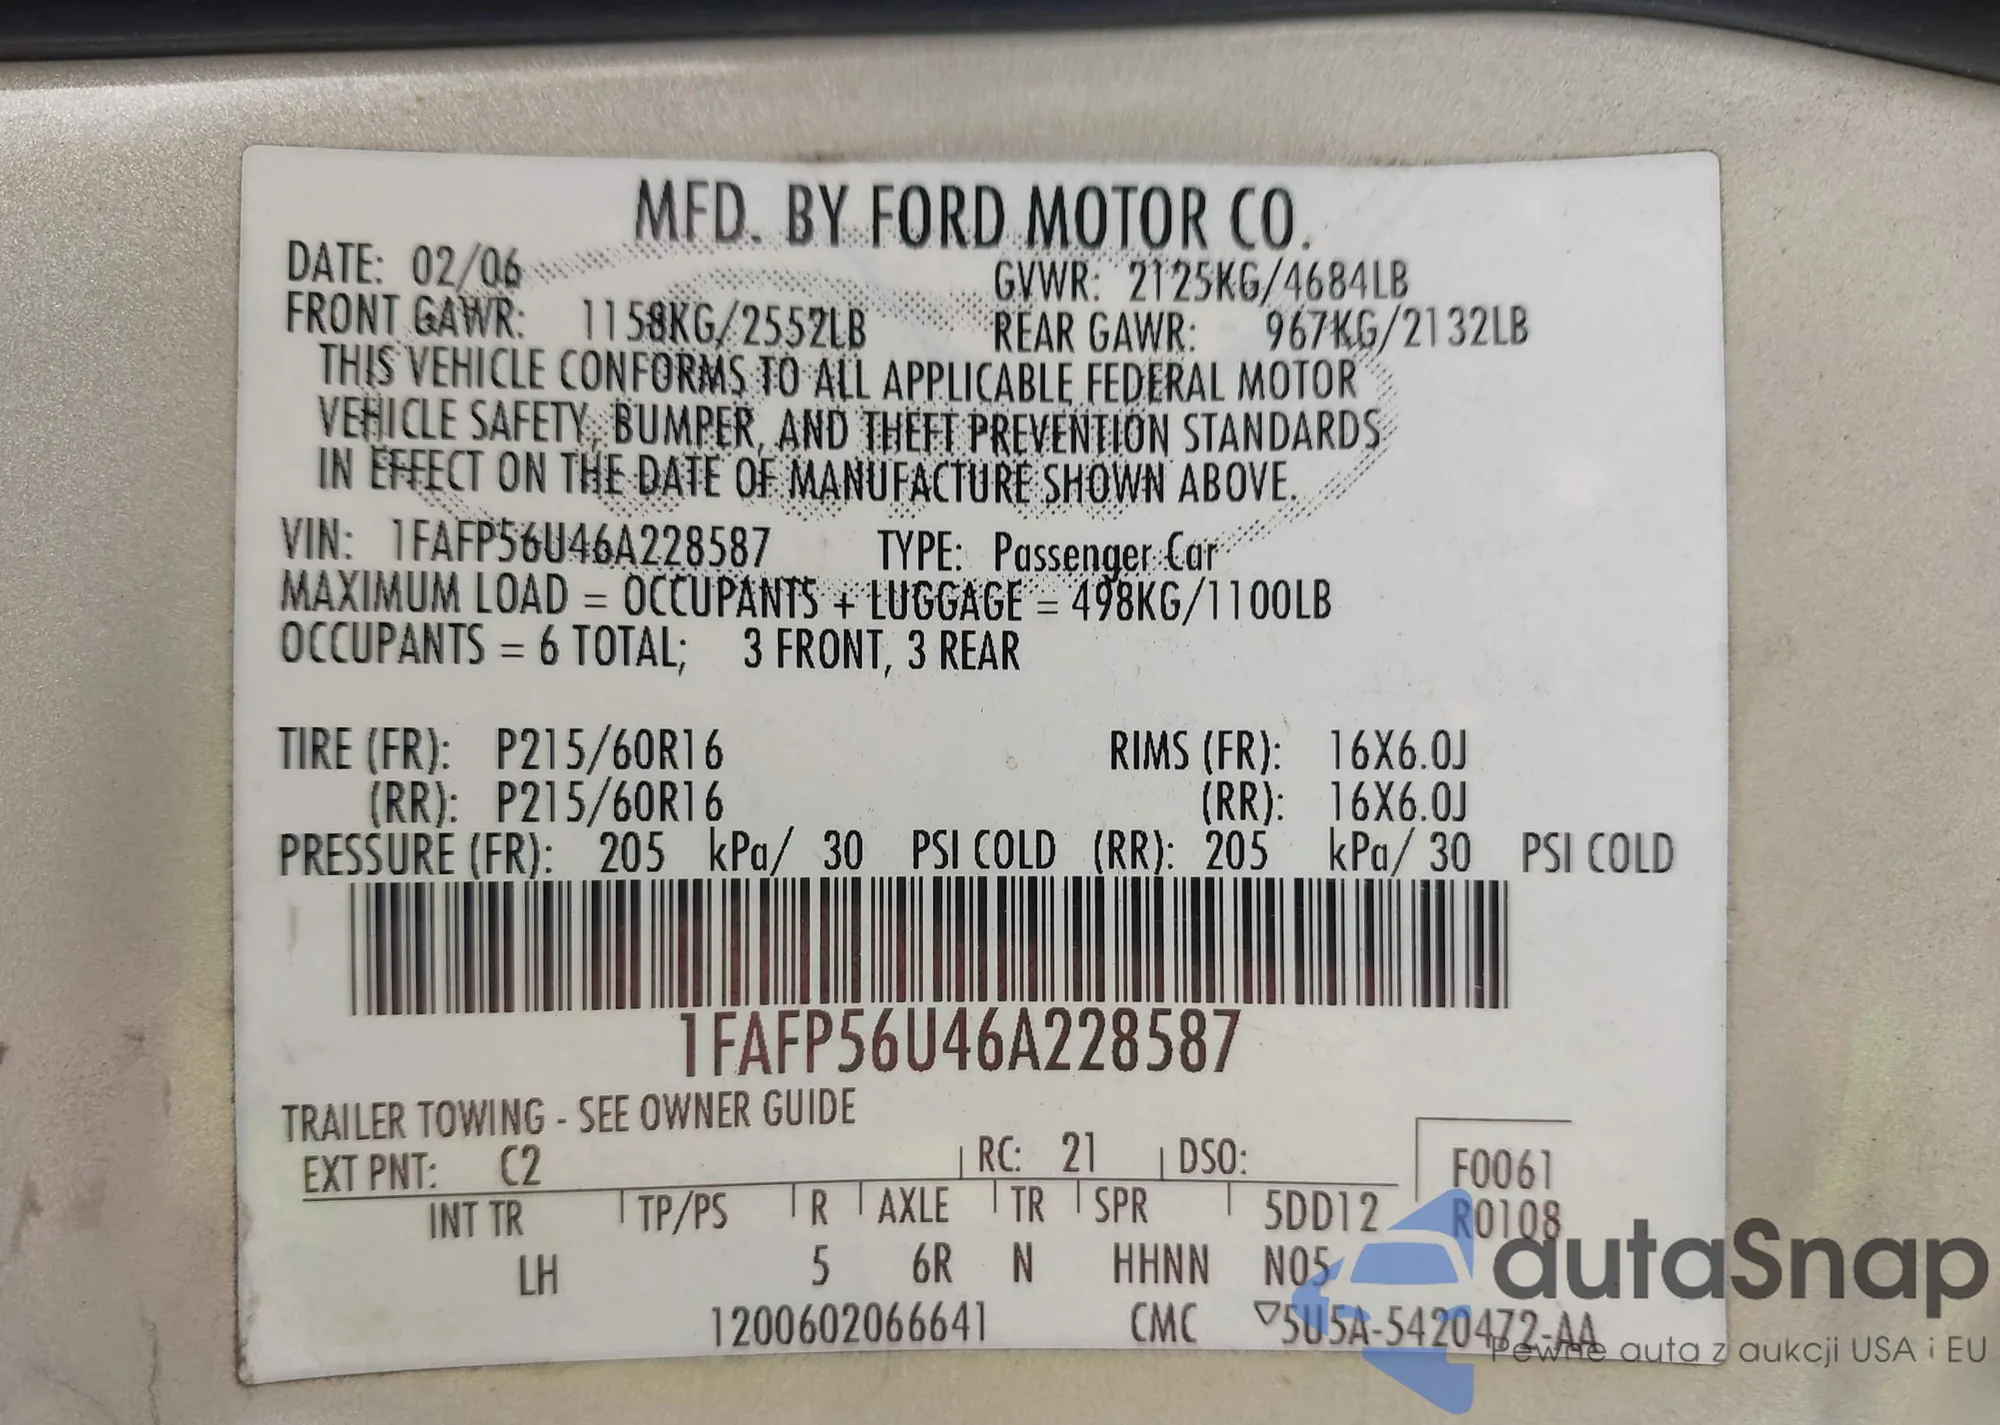 MFD. BY FORD MOTOR CO.
DATE: 02/06
GVWR: 2125KG/4684LB
FRONT GAWR: 1158KG/2552LB
REAR GAWR: 967KG/2132LB
THIS VEHICLE CONFORMS TO ALL APPLICABLE FEDERAL MOTOR
VEHICLE SAFETY, BUMPER, AND THEFT PREVENTION STANDARDS
IN EFFECT ON THE DATE OF MANUFACTURE SHOWN ABOVE.
VIN: 1FAFP56U46A228587 TYPE: Passenger Car
MAXIMUM LOAD = OCCUPANTS + LUGGAGE = 498KG/1100LB
OCCUPANTS = 6 TOTAL; 3 FRONT, 3 REAR
TIRE (FR): P215/60R16 RIMS (FR): 16X6.0J
(RR): P215/60R16 (RR): 16X6.0J
PRESSURE (FR): 205 kPa/ 30 PSI COLD (RR): 205 kPa/ 30 PSI COLD
1FAFP56U46A228587
TRAILER TOWING - SEE OWNER GUIDE
EXT PNT: C2 RC: 21 DSO: F0061
INT TR TP/PS R AXLE TR SPR 5DD12 R0108
LH 5 6R N HHNN N05
1200602066641 CMC 5U5A-5420472-AA
autaSnap
Pewne auta z aukcji USA i EU